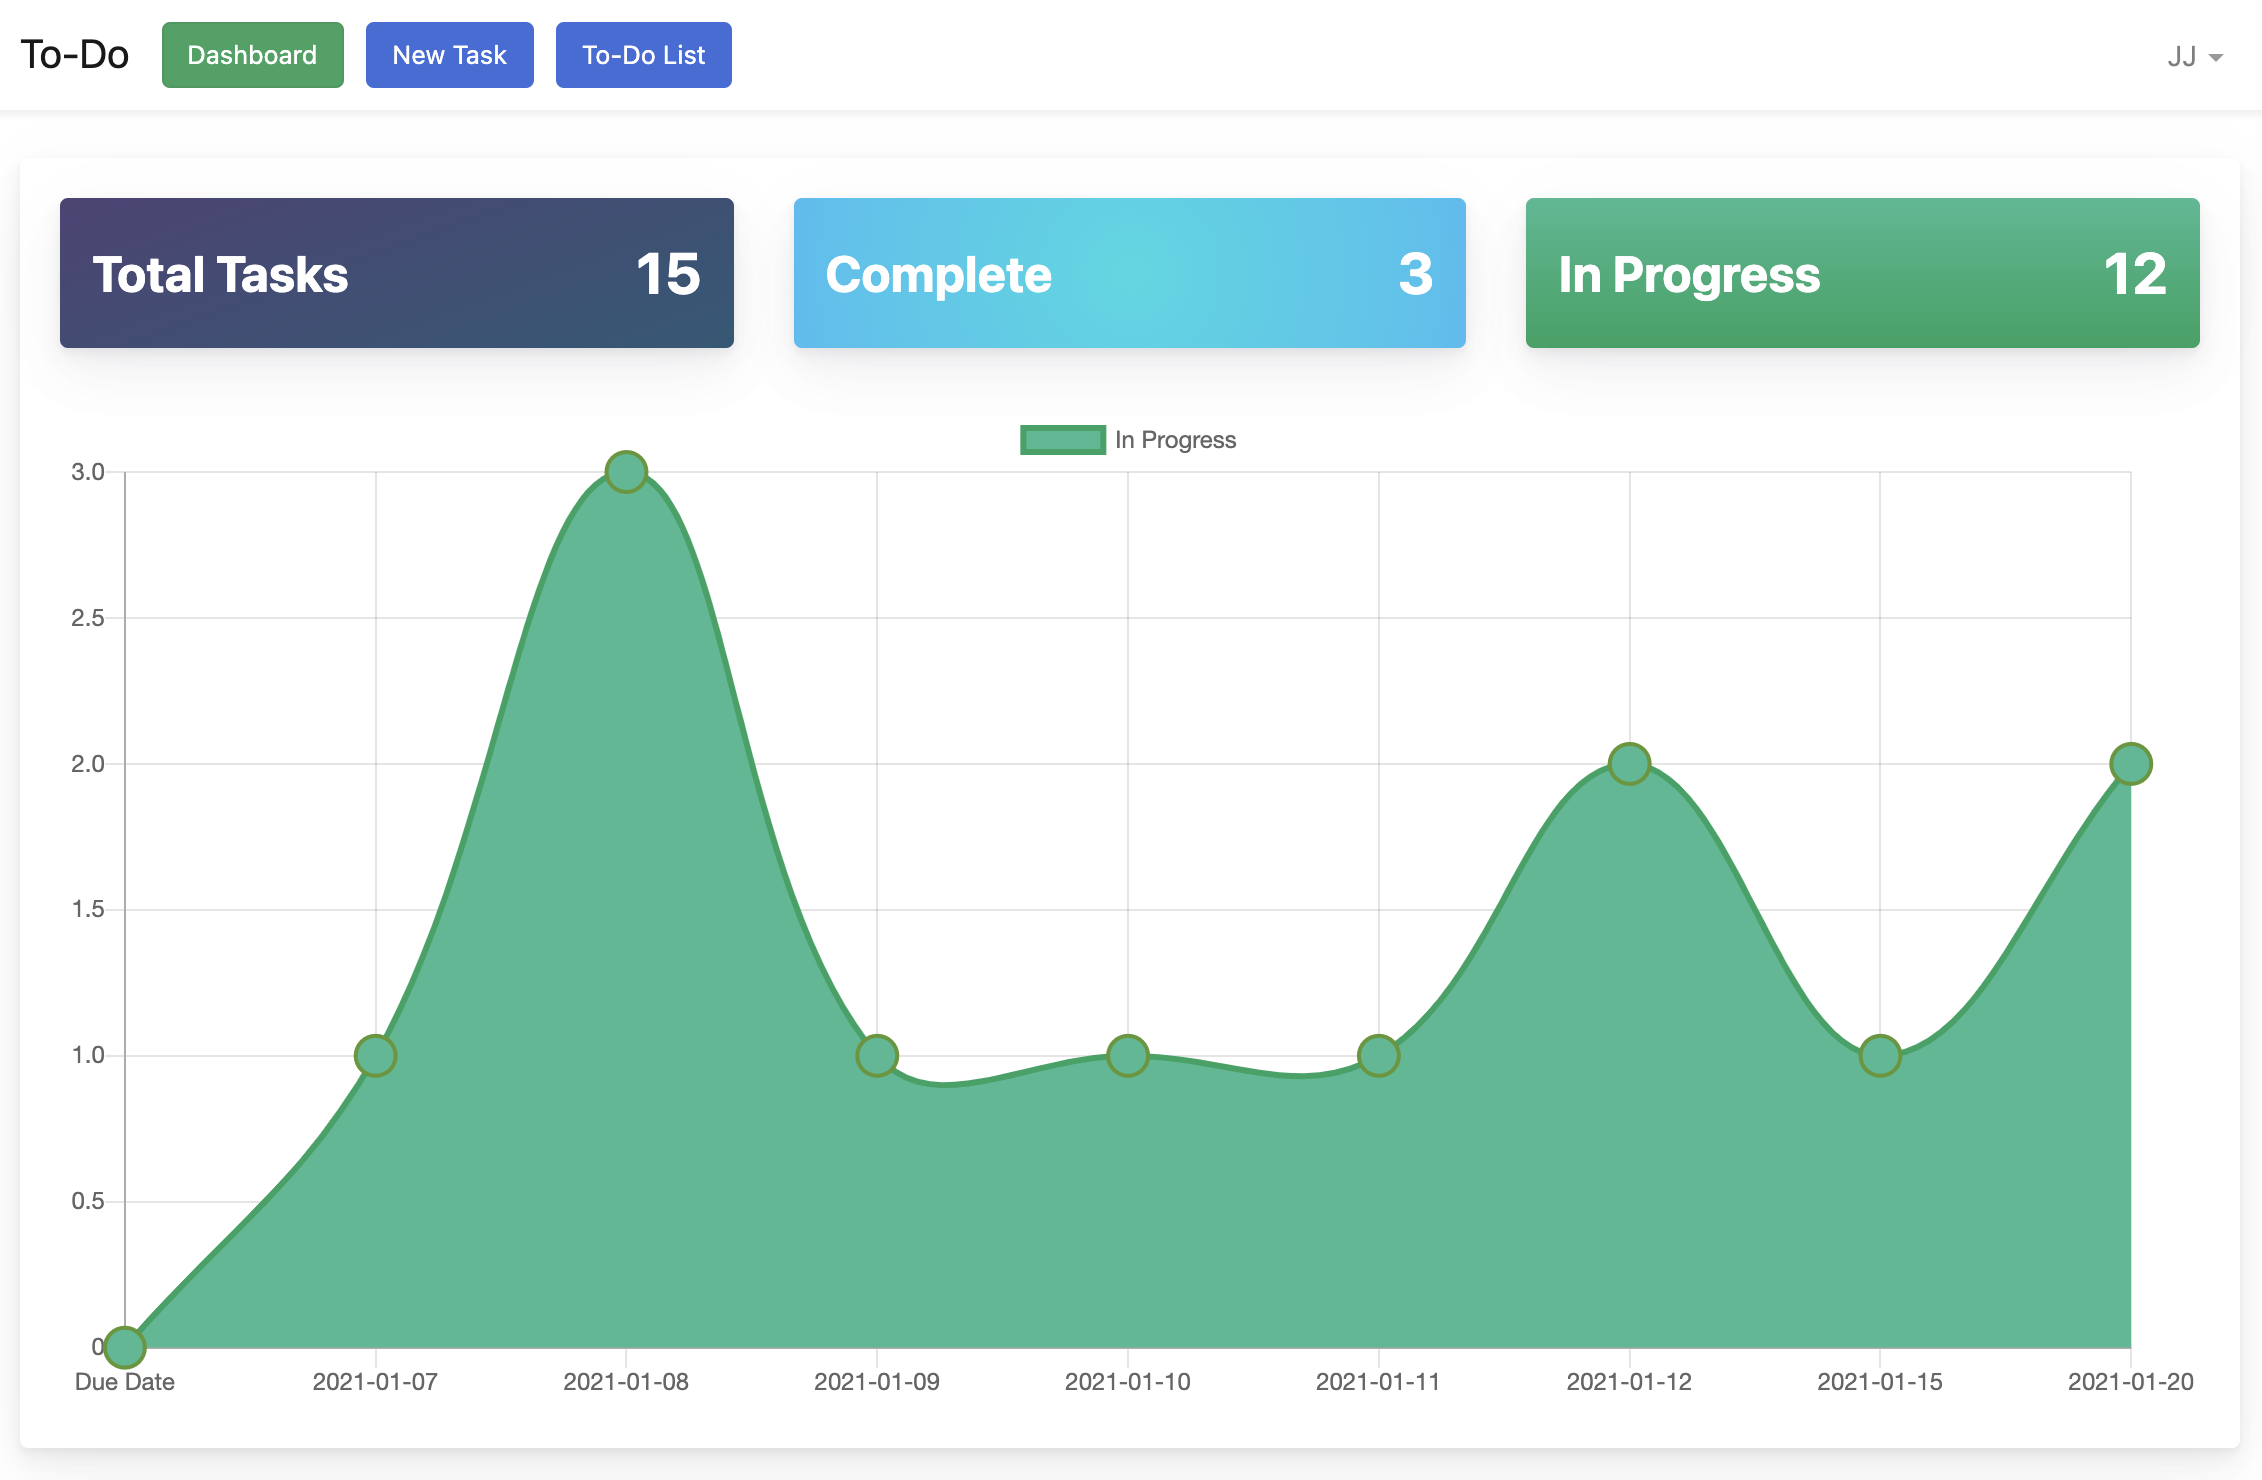 To-Do Dashboard New Task To-Do List JJ
Total Tasks 15 Complete 3 In Progress 12
In Progress
3.0
2.5
2.0
1.5
1.0
0.5
0
Due Date 2021-01-07 2021-01-08 2021-01-09 2021-01-10 2021-01-11 2021-01-12 2021-01-15 2021-01-20